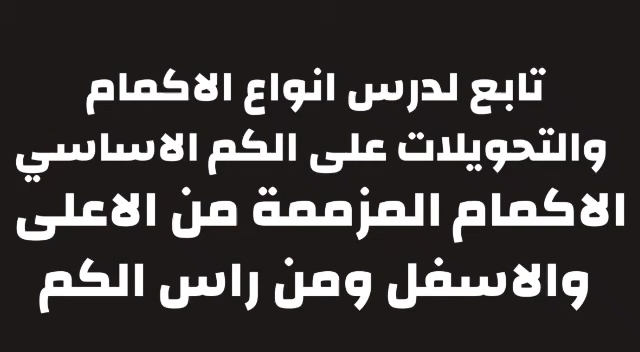 تابع لدرس انواع الاكمام
والتحويلات على الكم الاساسي
الاكمام المزممة من الاعلى
والاسفل ومن راس الكم